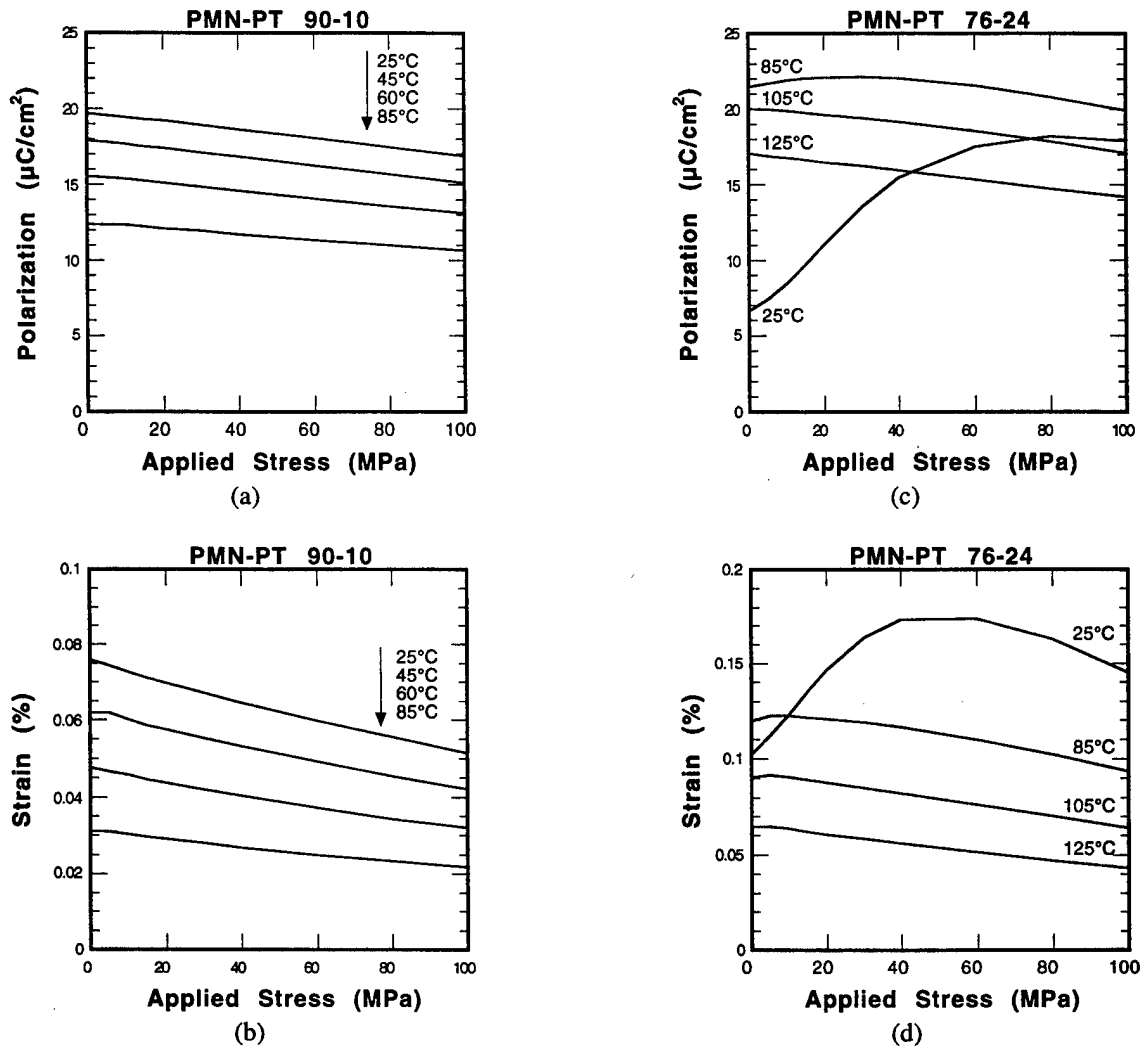 PMN-PT 90-10
25
20
15
10
5
0
Polarization (µC/cm²)
25°C
45°C
60°C
85°C
0 20 40 60 80 100
Applied Stress (MPa)
(a)
PMN-PT 76-24
25
20
15
10
5
0
Polarization (µC/cm²)
85°C
105°C
125°C
25°C
0 20 40 60 80 100
Applied Stress (MPa)
(c)
PMN-PT 90-10
0.1
0.08
0.06
0.04
0.02
0
Strain (%)
25°C
45°C
60°C
85°C
0 20 40 60 80 100
Applied Stress (MPa)
(b)
PMN-PT 76-24
0.2
0.15
0.1
0.05
0
Strain (%)
25°C
85°C
105°C
125°C
0 20 40 60 80 100
Applied Stress (MPa)
(d)